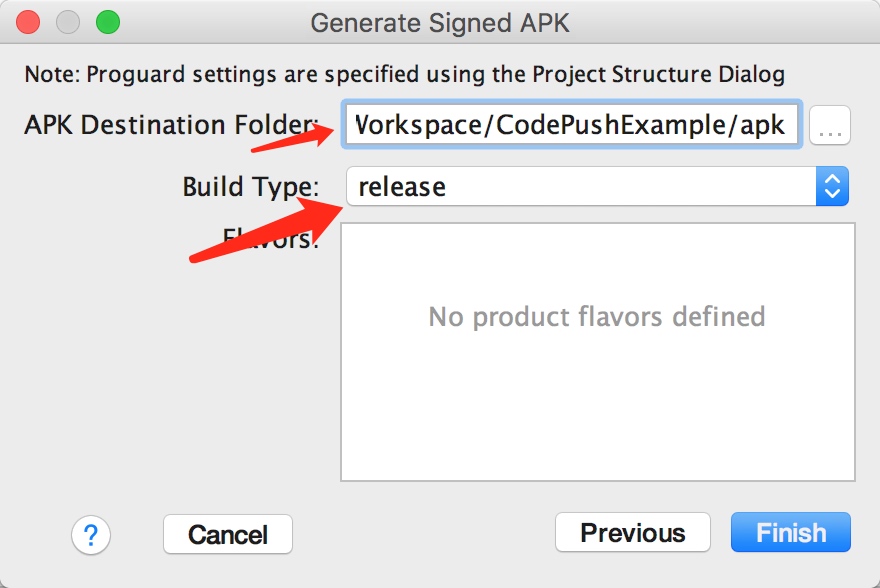 Generate Signed APK
Note: Proguard settings are specified using the Project Structure Dialog
APK Destination Folder: Workspace/CodePushExample/apk ...
Build Type: release
Flavors:
No product flavors defined
? Cancel Previous Finish